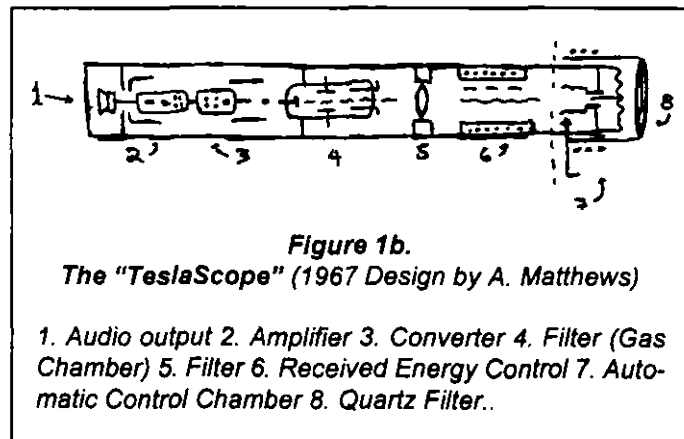 1
2
3
4
5
6
7
8
Figure 1b.
The "TeslaScope" (1967 Design by A. Matthews)
1. Audio output 2. Amplifier 3. Converter 4. Filter (Gas
Chamber) 5. Filter 6. Received Energy Control 7. Auto-
matic Control Chamber 8. Quartz Filter..